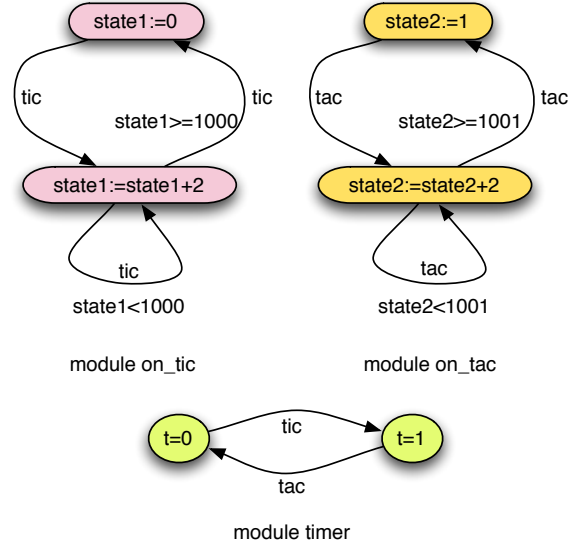 state1:=0
tic
tic
state1>=1000
state1:=state1+2
tic
state1<1000
module on_tic
state2:=1
tac
tac
state2>=1001
state2:=state2+2
tac
state2<1001
module on_tac
t=0
tic
t=1
tac
module timer